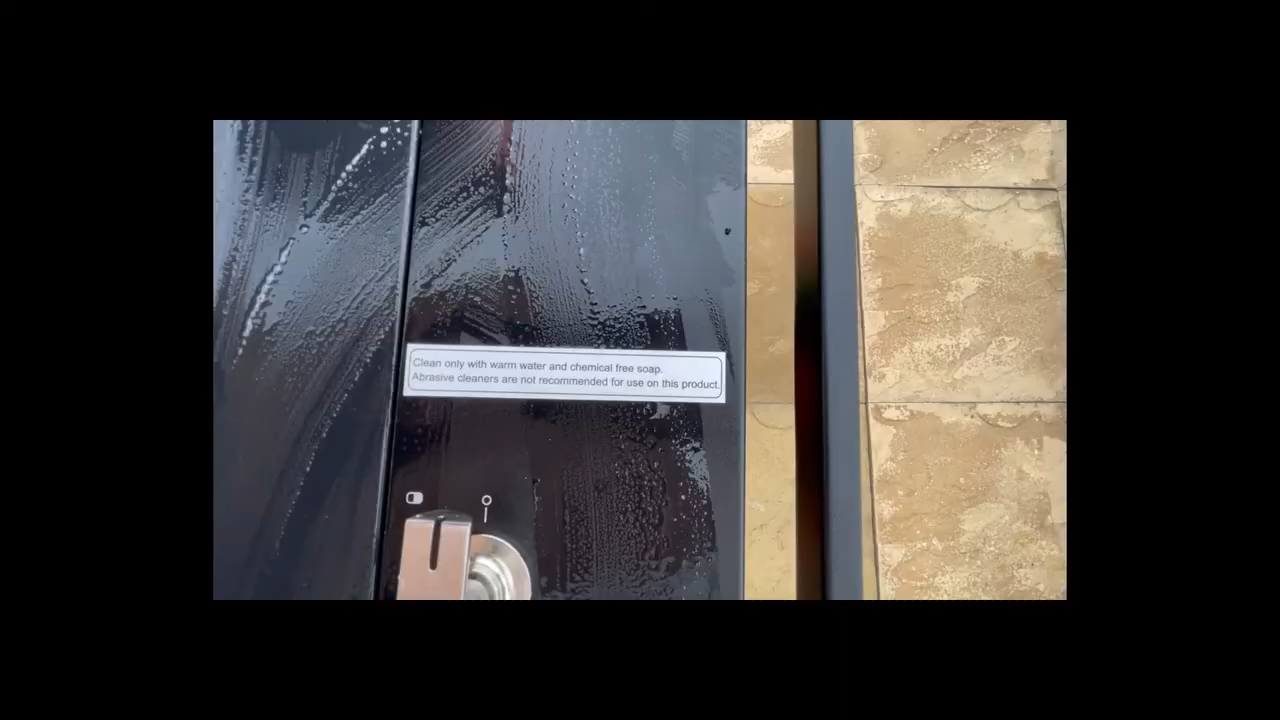 Clean only with warm water and chemical free soap.
Abrasive cleaners are not recommended for use on this product.